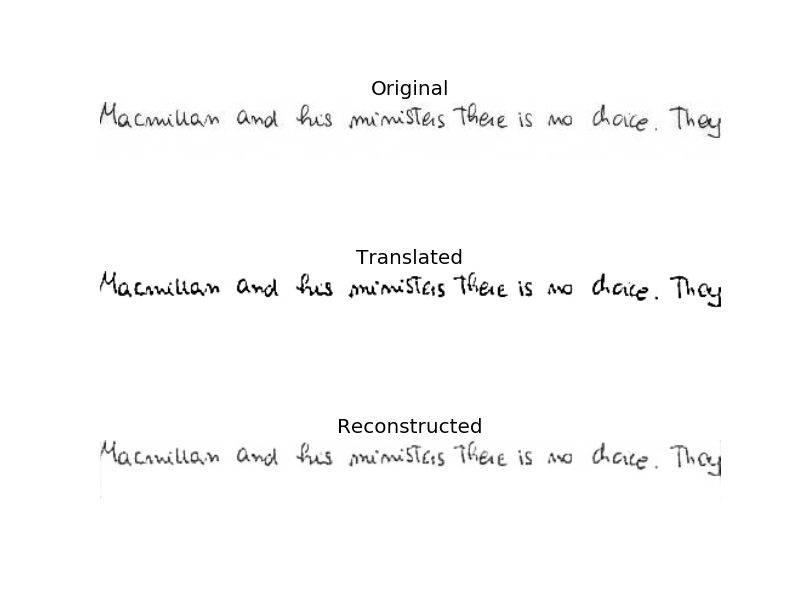 Original
Macmillan and his ministers There is no choice. They
Translated
Macmillan and his ministers There is no choice. They
Reconstructed
Macmillan and his ministers There is no choice. They